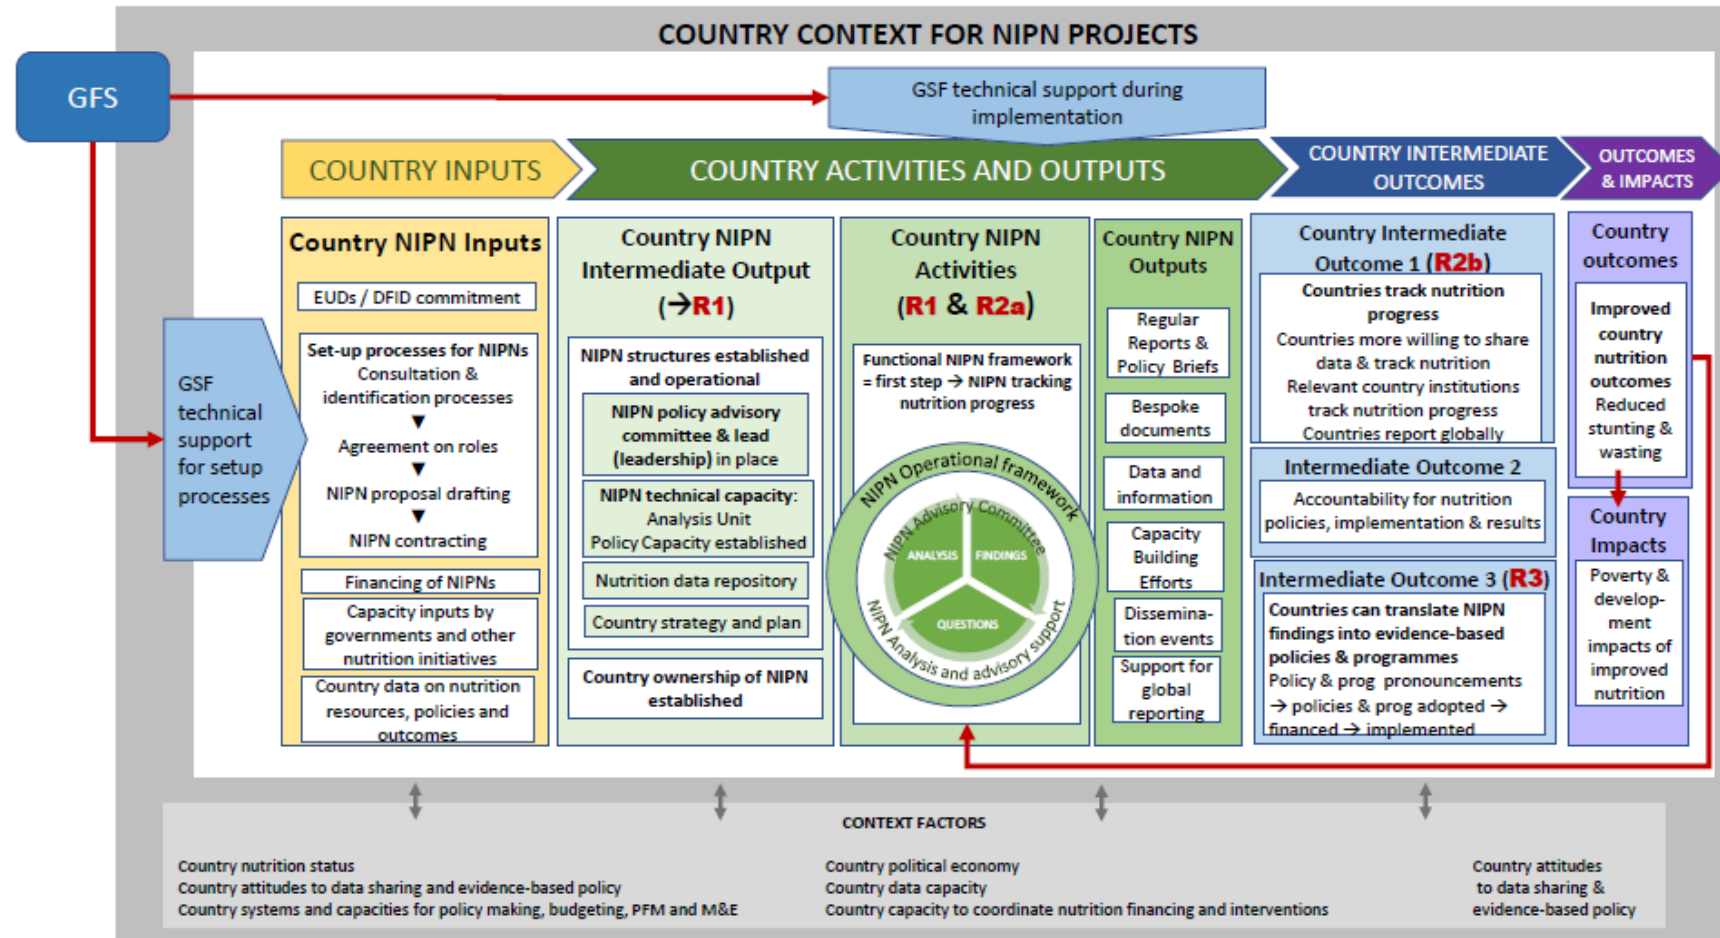 COUNTRY CONTEXT FOR NIPN PROJECTS
GFS
GSF technical support during
implementation
COUNTRY INPUTS
COUNTRY ACTIVITIES AND OUTPUTS
COUNTRY INTERMEDIATE
OUTCOMES
OUTCOMES
& IMPACTS
GSF
technical
support
for setup
processes
Country NIPN Inputs
EUDs / DFID commitment
Set-up processes for NIPNs
Consultation &
identification processes
▼
Agreement on roles
▼
NIPN proposal drafting
▼
NIPN contracting
Financing of NIPNs
Capacity inputs by
governments and other
nutrition initiatives
Country data on nutrition
resources, policies and
outcomes
Country NIPN
Intermediate Output
(→R1)
NIPN structures established
and operational
NIPN policy advisory
committee & lead
(leadership) in place
NIPN technical capacity:
Analysis Unit
Policy Capacity established
Nutrition data repository
Country strategy and plan
Country ownership of NIPN
established
Country NIPN
Activities
(R1 & R2a)
Functional NIPN framework
= first step → NIPN tracking
nutrition progress
NIPN Operational framework
NIPN Advisory Committee
ANALYSIS
FINDINGS
QUESTIONS
NIPN Analysis and advisory support
Country NIPN
Outputs
Regular
Reports &
Policy Briefs
Bespoke
documents
Data and
information
Capacity
Building
Efforts
Dissemina-
tion events
Support for
global
reporting
Country Intermediate
Outcome 1 (R2b)
Countries track nutrition
progress
Countries more willing to share
data & track nutrition
Relevant country institutions
track nutrition progress
Countries report globally
Intermediate Outcome 2
Accountability for nutrition
policies, implementation & results
Intermediate Outcome 3 (R3)
Countries can translate NIPN
findings into evidence-based
policies & programmes
Policy & prog pronouncements
→ policies & prog adopted →
financed → implemented
Country
outcomes
Improved
country
nutrition
outcomes
Reduced
stunting &
wasting
Country
Impacts
Poverty &
develop-
ment
impacts of
improved
nutrition
CONTEXT FACTORS
Country nutrition status
Country attitudes to data sharing and evidence-based policy
Country systems and capacities for policy making, budgeting, PFM and M&E
Country political economy
Country data capacity
Country capacity to coordinate nutrition financing and interventions
Country attitudes
to data sharing &
evidence-based policy